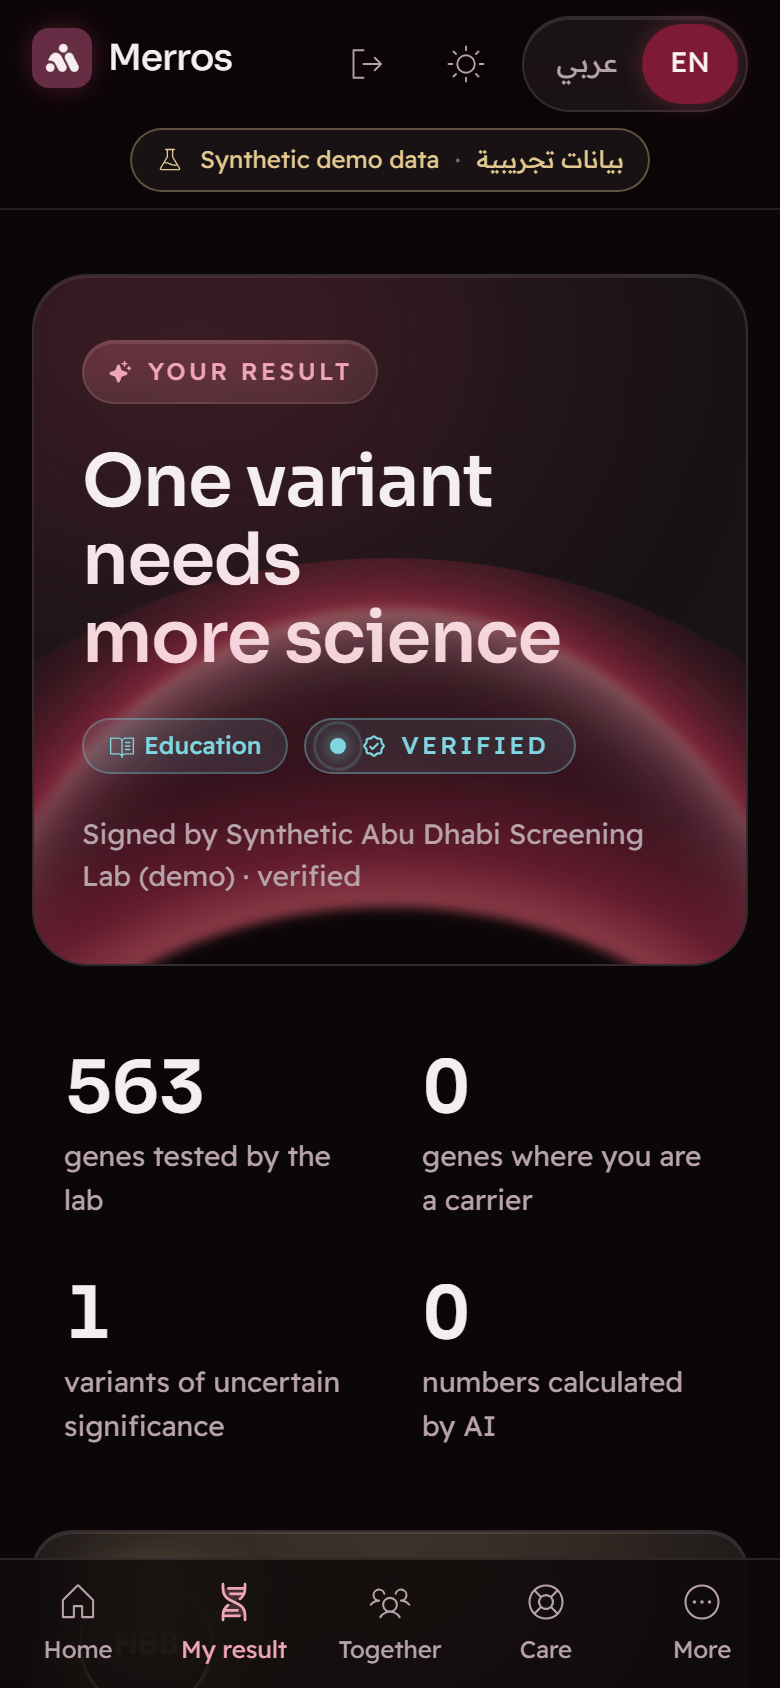 Merros
عربي
EN
Synthetic demo data · بيانات تجريبية
YOUR RESULT
One variant
needs
more science
Education
VERIFIED
Signed by Synthetic Abu Dhabi Screening
Lab (demo) · verified
563
genes tested by the
lab
0
genes where you are
a carrier
1
variants of uncertain
significance
0
numbers calculated
by AI
HBB
Home
My result
Together
Care
More